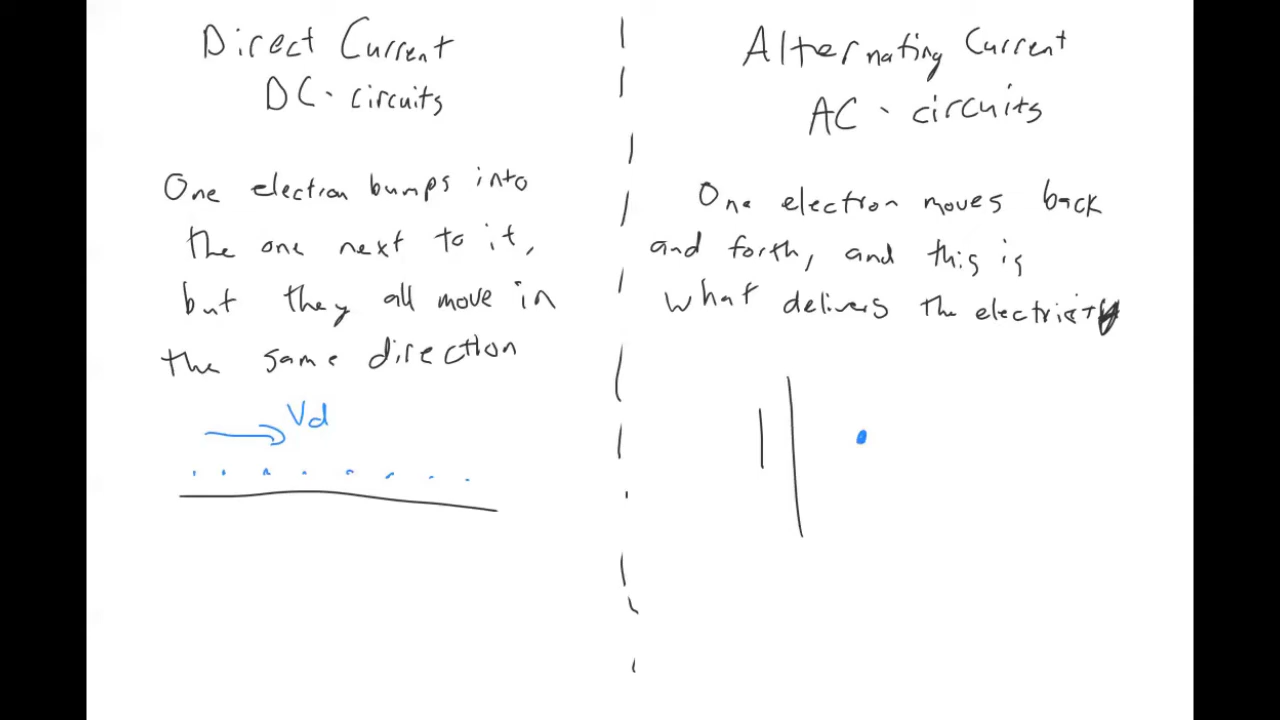 Direct Current
DC - circuits
One electron bumps into
the one next to it,
but they all move in
the same direction
Vd
Alternating Current
AC - circuits
One electron moves back
and forth, and this is
what delivers the electricity